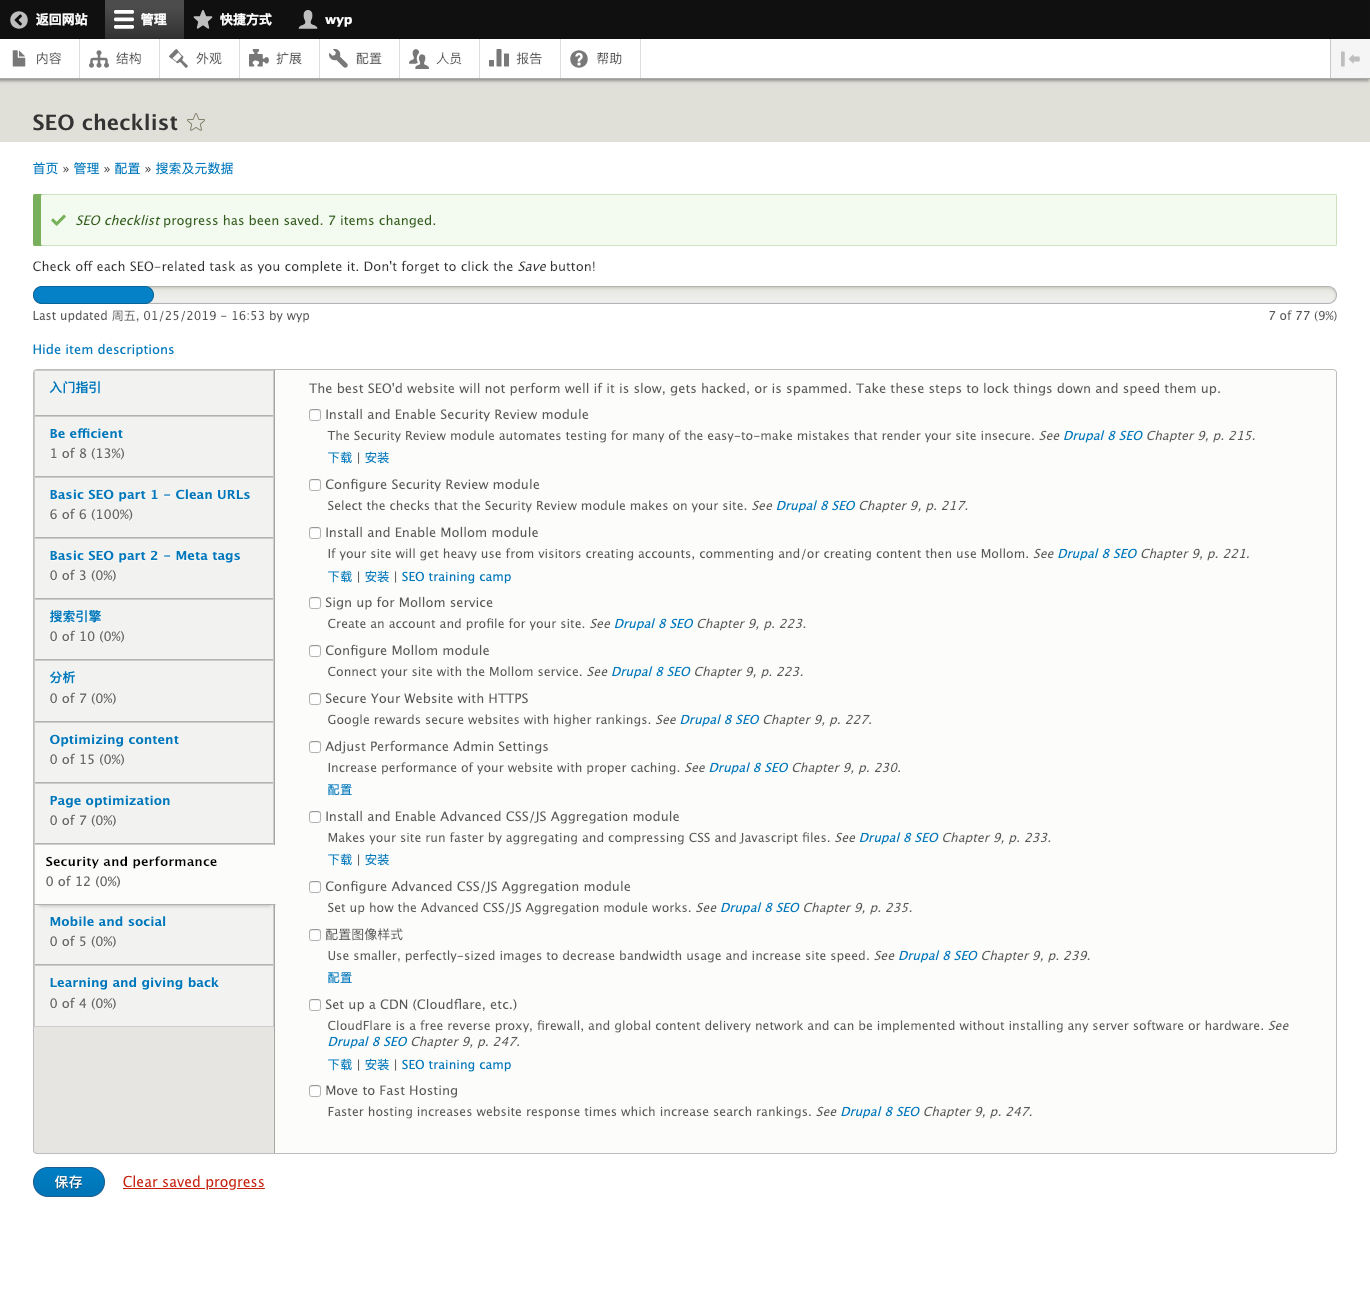 返回网站 管理 快捷方式 wyp
内容 结构 外观 扩展 配置 人员 报告 帮助
SEO checklist
首页 » 管理 » 配置 » 搜索及元数据
SEO checklist progress has been saved. 7 items changed.
Check off each SEO-related task as you complete it. Don't forget to click the Save button!
Last updated 周五, 01/25/2019 - 16:53 by wyp
7 of 77 (9%)
Hide item descriptions
入门指引
Be efficient
1 of 8 (13%)
Basic SEO part 1 - Clean URLs
6 of 6 (100%)
Basic SEO part 2 - Meta tags
0 of 3 (0%)
搜索引擎
0 of 10 (0%)
分析
0 of 7 (0%)
Optimizing content
0 of 15 (0%)
Page optimization
0 of 7 (0%)
Security and performance
0 of 12 (0%)
Mobile and social
0 of 5 (0%)
Learning and giving back
0 of 4 (0%)
The best SEO'd website will not perform well if it is slow, gets hacked, or is spammed. Take these steps to lock things down and speed them up.
Install and Enable Security Review module
The Security Review module automates testing for many of the easy-to-make mistakes that render your site insecure. See Drupal 8 SEO Chapter 9, p. 215.
下载 | 安装
Configure Security Review module
Select the checks that the Security Review module makes on your site. See Drupal 8 SEO Chapter 9, p. 217.
Install and Enable Mollom module
If your site will get heavy use from visitors creating accounts, commenting and/or creating content then use Mollom. See Drupal 8 SEO Chapter 9, p. 221.
下载 | 安装 | SEO training camp
Sign up for Mollom service
Create an account and profile for your site. See Drupal 8 SEO Chapter 9, p. 223.
Configure Mollom module
Connect your site with the Mollom service. See Drupal 8 SEO Chapter 9, p. 223.
Secure Your Website with HTTPS
Google rewards secure websites with higher rankings. See Drupal 8 SEO Chapter 9, p. 227.
Adjust Performance Admin Settings
Increase performance of your website with proper caching. See Drupal 8 SEO Chapter 9, p. 230.
配置
Install and Enable Advanced CSS/JS Aggregation module
Makes your site run faster by aggregating and compressing CSS and Javascript files. See Drupal 8 SEO Chapter 9, p. 233.
下载 | 安装
Configure Advanced CSS/JS Aggregation module
Set up how the Advanced CSS/JS Aggregation module works. See Drupal 8 SEO Chapter 9, p. 235.
配置图像样式
Use smaller, perfectly-sized images to decrease bandwidth usage and increase site speed. See Drupal 8 SEO Chapter 9, p. 239.
配置
Set up a CDN (Cloudflare, etc.)
CloudFlare is a free reverse proxy, firewall, and global content delivery network and can be implemented without installing any server software or hardware. See
Drupal 8 SEO Chapter 9, p. 247.
下载 | 安装 | SEO training camp
Move to Fast Hosting
Faster hosting increases website response times which increase search rankings. See Drupal 8 SEO Chapter 9, p. 247.
保存 Clear saved progress